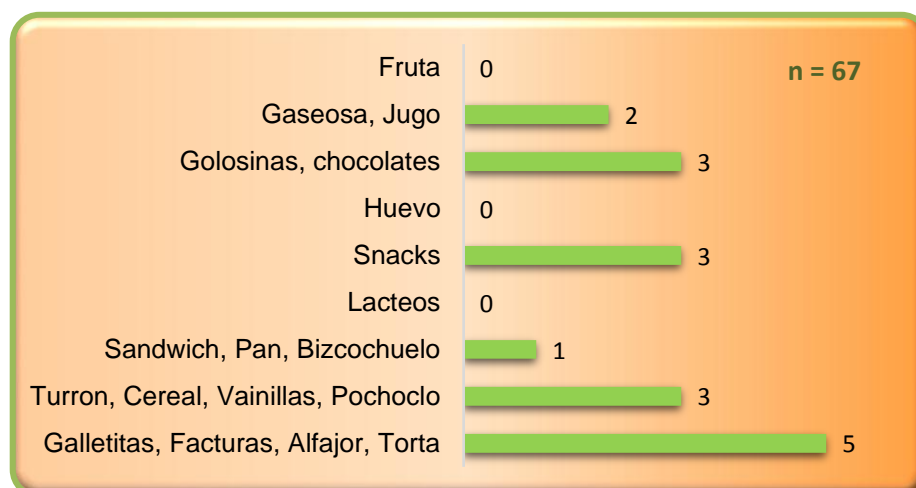 n = 67
Fruta 0
Gaseosa, Jugo 2
Golosinas, chocolates 3
Huevo 0
Snacks 3
Lacteos 0
Sandwich, Pan, Bizcochuelo 1
Turron, Cereal, Vainillas, Pochoclo 3
Galletitas, Facturas, Alfajor, Torta 5